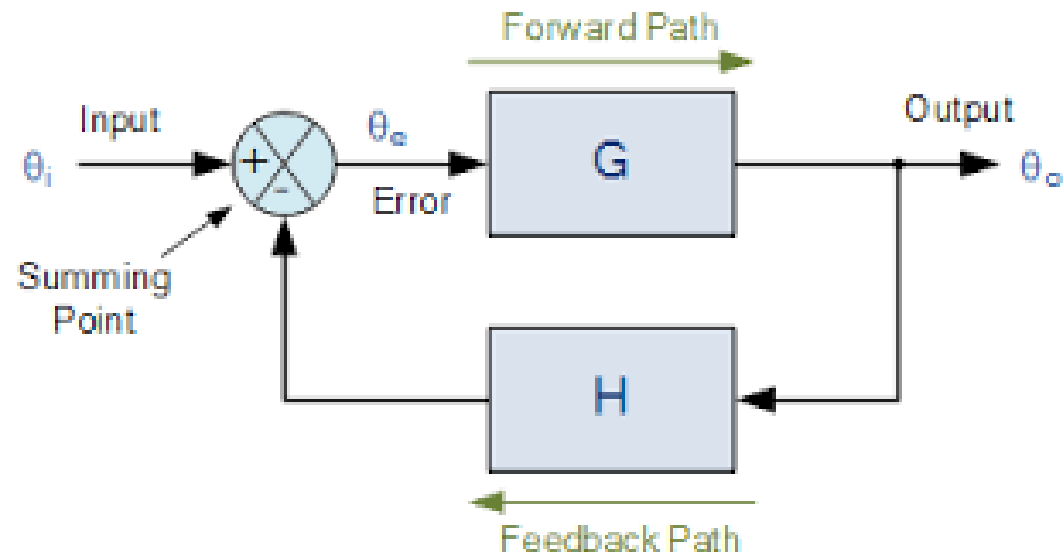 Forward Path
Input
θi
+
-
θe
Error
G
Output
θo
Summing
Point
H
Feedback Path